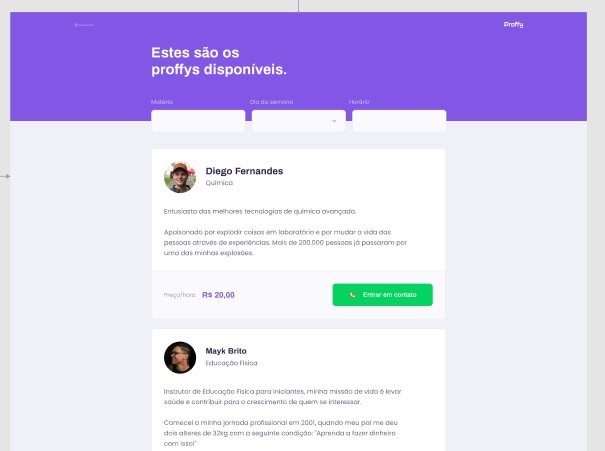 Proffy
Estes são os
proffys disponíveis.
Matéria
Dia da semana
Horário
Diego Fernandes
Química
Entusiasta das melhores tecnologias de química avançada.
Apaixonado por explodir coisas em laboratório e por mudar a vida das
pessoas através de experiências. Mais de 200.000 pessoas já passaram por
uma das minhas explosões.
Preço/hora R$ 20,00
Entrar em contato
Mayk Brito
Educação Física
Instrutor de Educação Física para iniciantes, minha missão de vida é levar
saúde e contribuir para o crescimento de quem se interessar.
Comecei a minha jornada profissional em 2001, quando meu pai me deu
dois alteres de 32kg com a seguinte condição: "Aprenda a fazer dinheiro
com isso!"